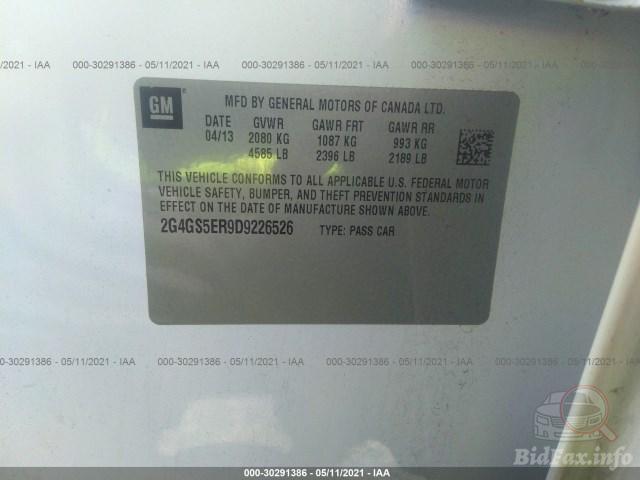 /2021 - IAA 000-30291386 - 05/11/2021 - IAA 000-30291386 - 05/11/2021 - IAA 000-30291386 - 05/11/2
GM ® MFD BY GENERAL MOTORS OF CANADA LTD.
DATE GVWR GAWR FRT GAWR RR
04/13 2080 KG 1087 KG 993 KG
4585 LB 2396 LB 2189 LB
THIS VEHICLE CONFORMS TO ALL APPLICABLE U.S. FEDERAL MOTOR
VEHICLE SAFETY, BUMPER, AND THEFT PREVENTION STANDARDS IN
EFFECT ON THE DATE OF MANUFACTURE SHOWN ABOVE.
2G4GS5ER9D9226526 TYPE: PASS CAR
000-30291386 - 05/11/2021 - IAA 000-30291386 - 05/11/2021 - IAA 000-30291386 - 05/11/2021 - IAA 000-
000-30291386 - 05/11/2021 - IAA
BidFax.info